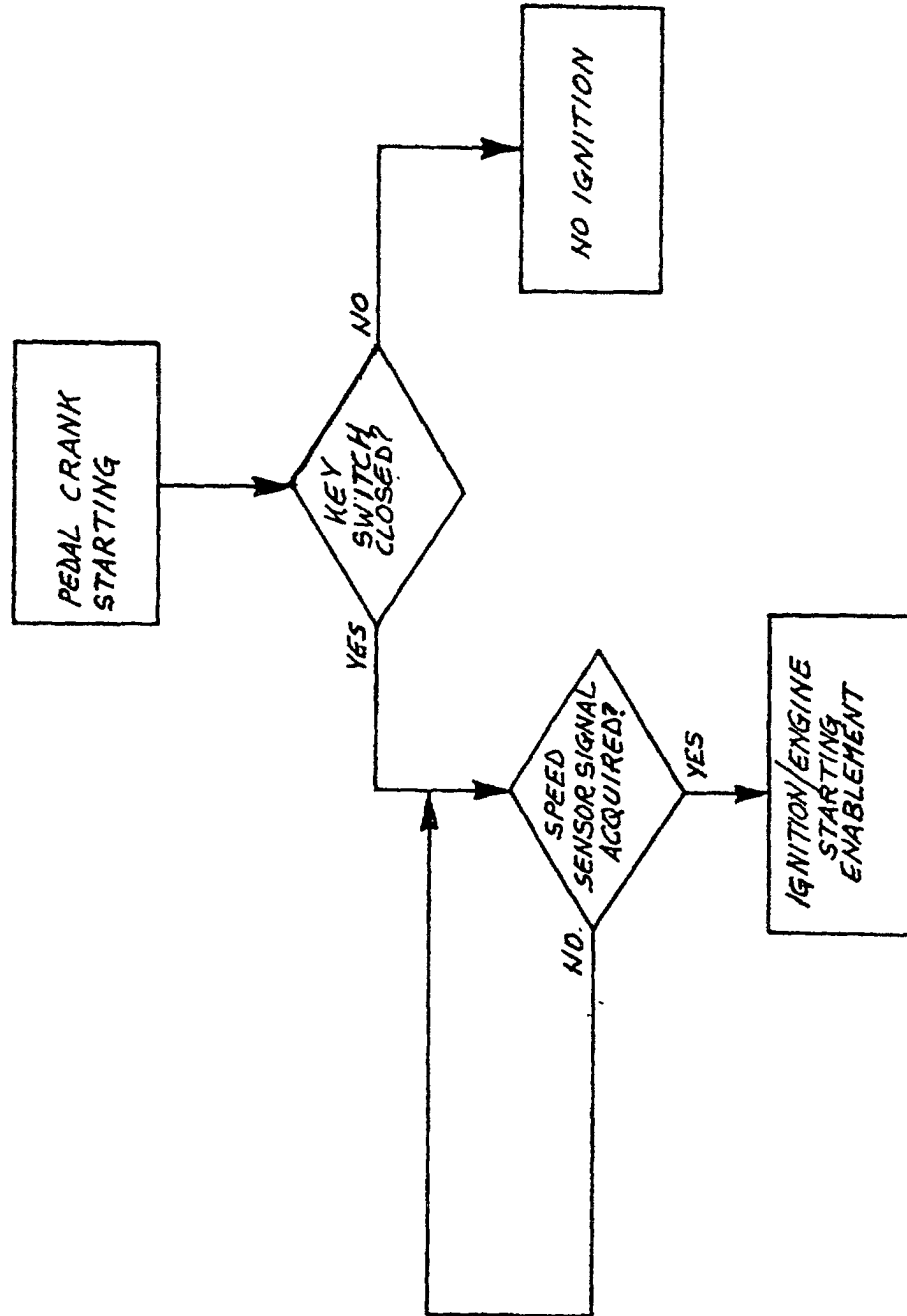 PEDAL CRANK
STARTING
KEY
SWITCH
CLOSED?
YES
NO
NO IGNITION
SPEED
SENSOR SIGNAL
ACQUIRED?
NO.
YES
IGNITION/ENGINE
STARTING
ENABLEMENT